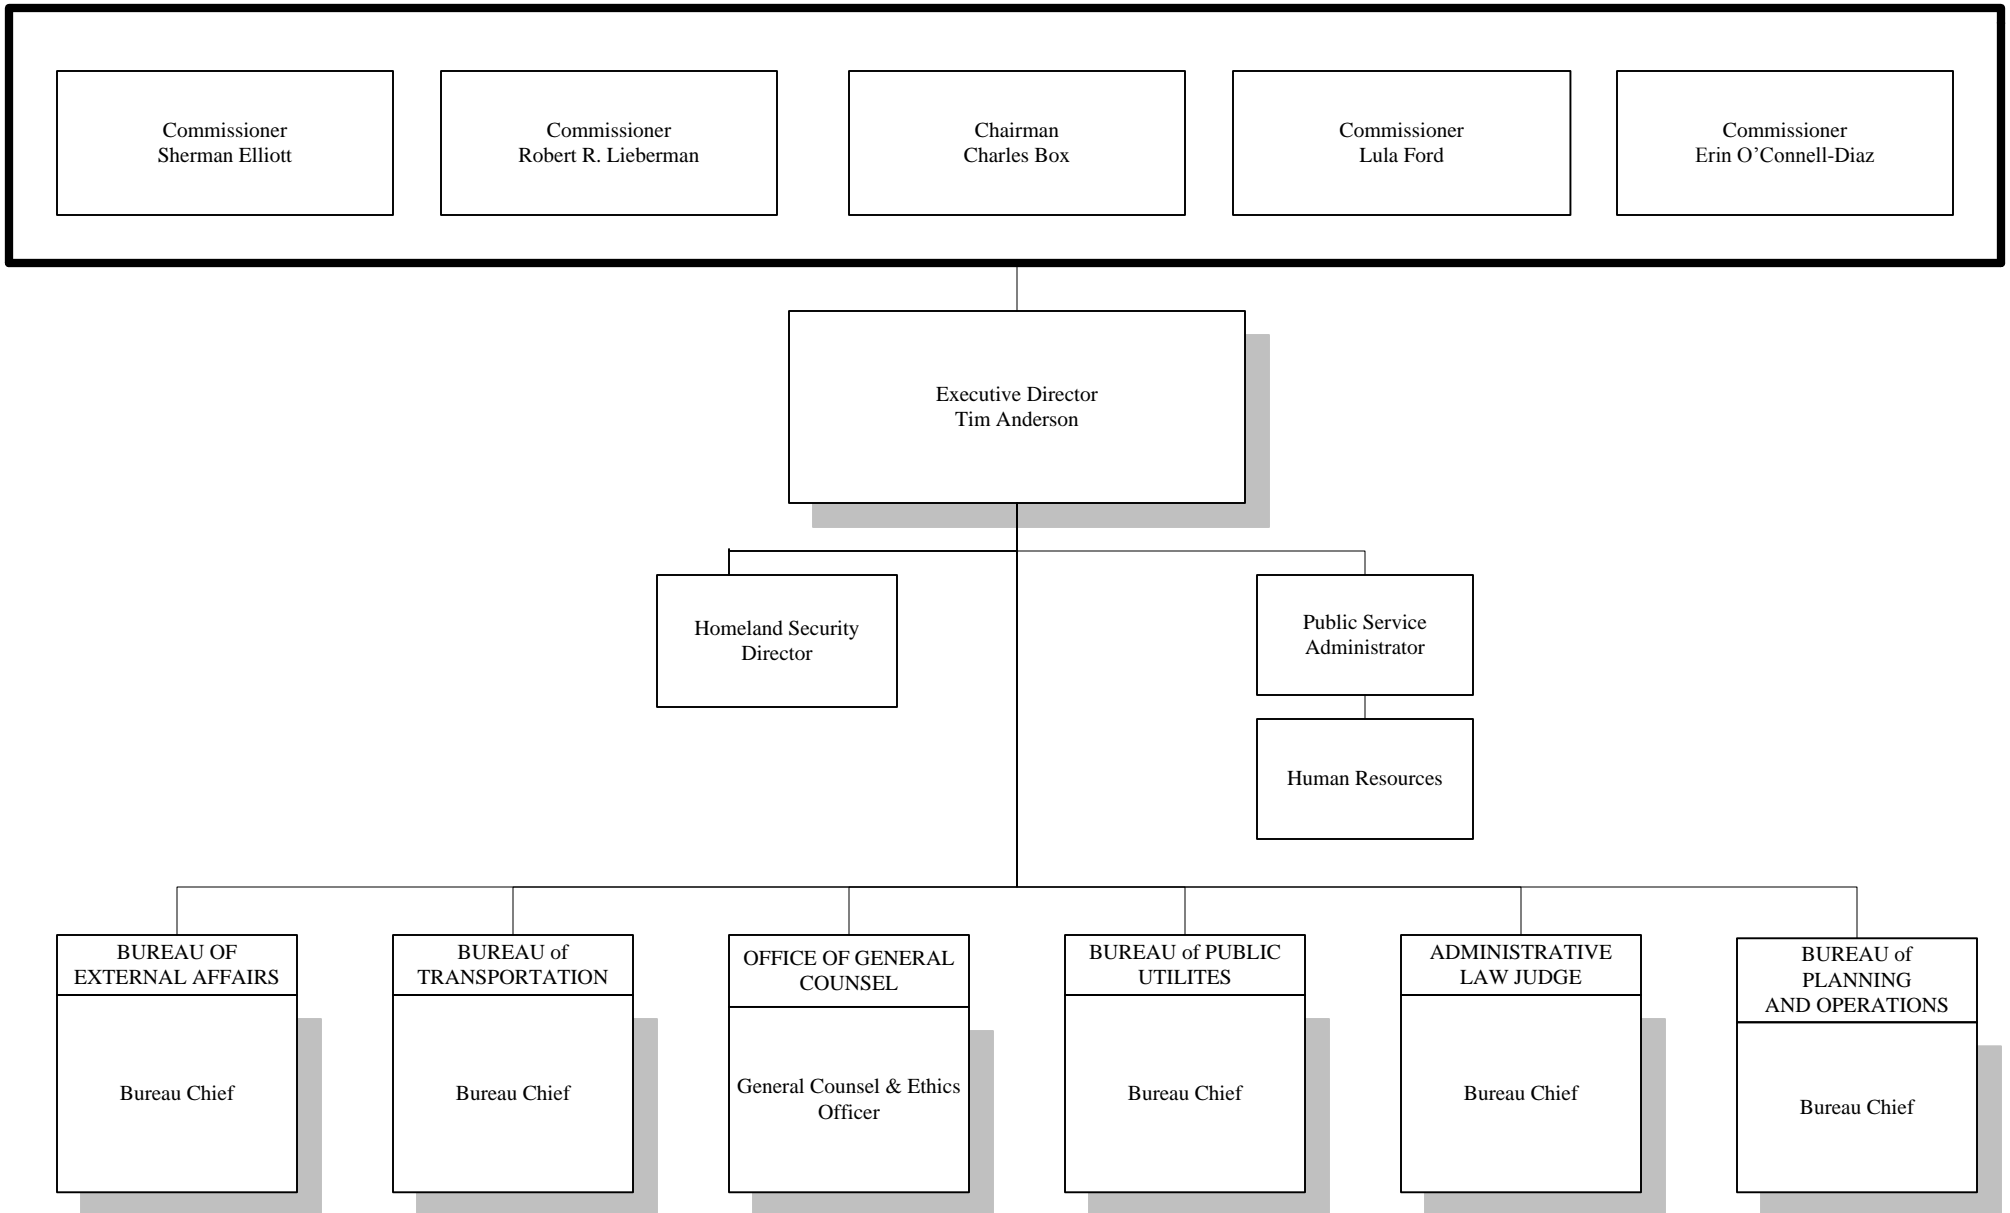 Commissioner
Sherman Elliott
Commissioner
Robert R. Lieberman
Chairman
Charles Box
Commissioner
Lula Ford
Commissioner
Erin O’Connell-Diaz
Executive Director
Tim Anderson
Homeland Security
Director
Public Service
Administrator
Human Resources
BUREAU OF
EXTERNAL AFFAIRS
Bureau Chief
BUREAU of
TRANSPORTATION
Bureau Chief
OFFICE OF GENERAL
COUNSEL
General Counsel & Ethics
Officer
BUREAU of PUBLIC
UTILITES
Bureau Chief
ADMINISTRATIVE
LAW JUDGE
Bureau Chief
BUREAU of
PLANNING
AND OPERATIONS
Bureau Chief